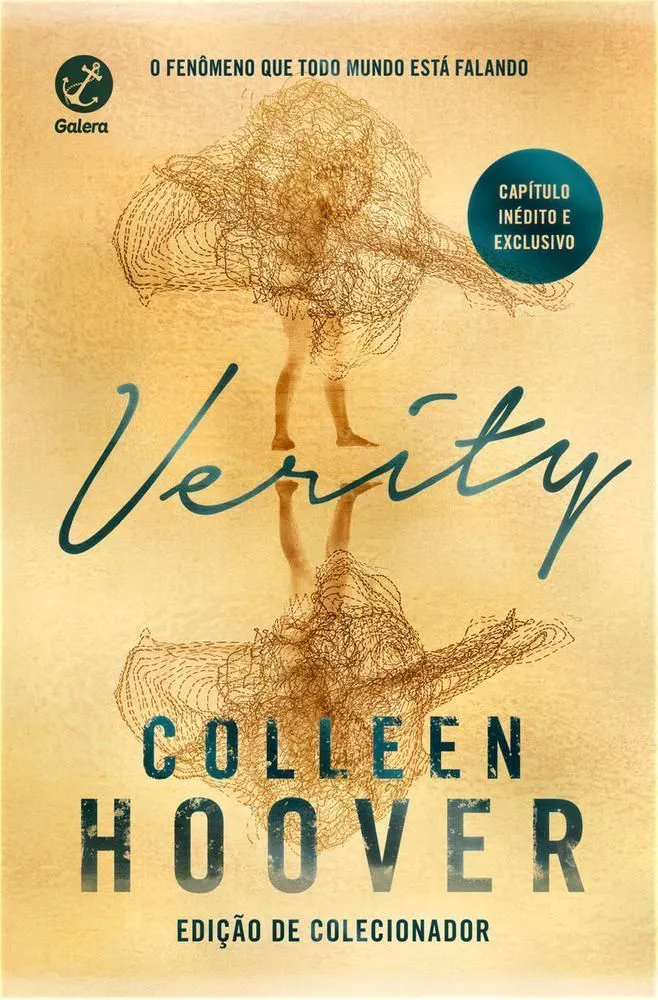 O FENÔMENO QUE TODO MUNDO ESTÁ FALANDO
Galera
CAPÍTULO
INÉDITO E
EXCLUSIVO
Verity
COLLEEN
HOOVER
EDIÇÃO DE COLECIONADOR